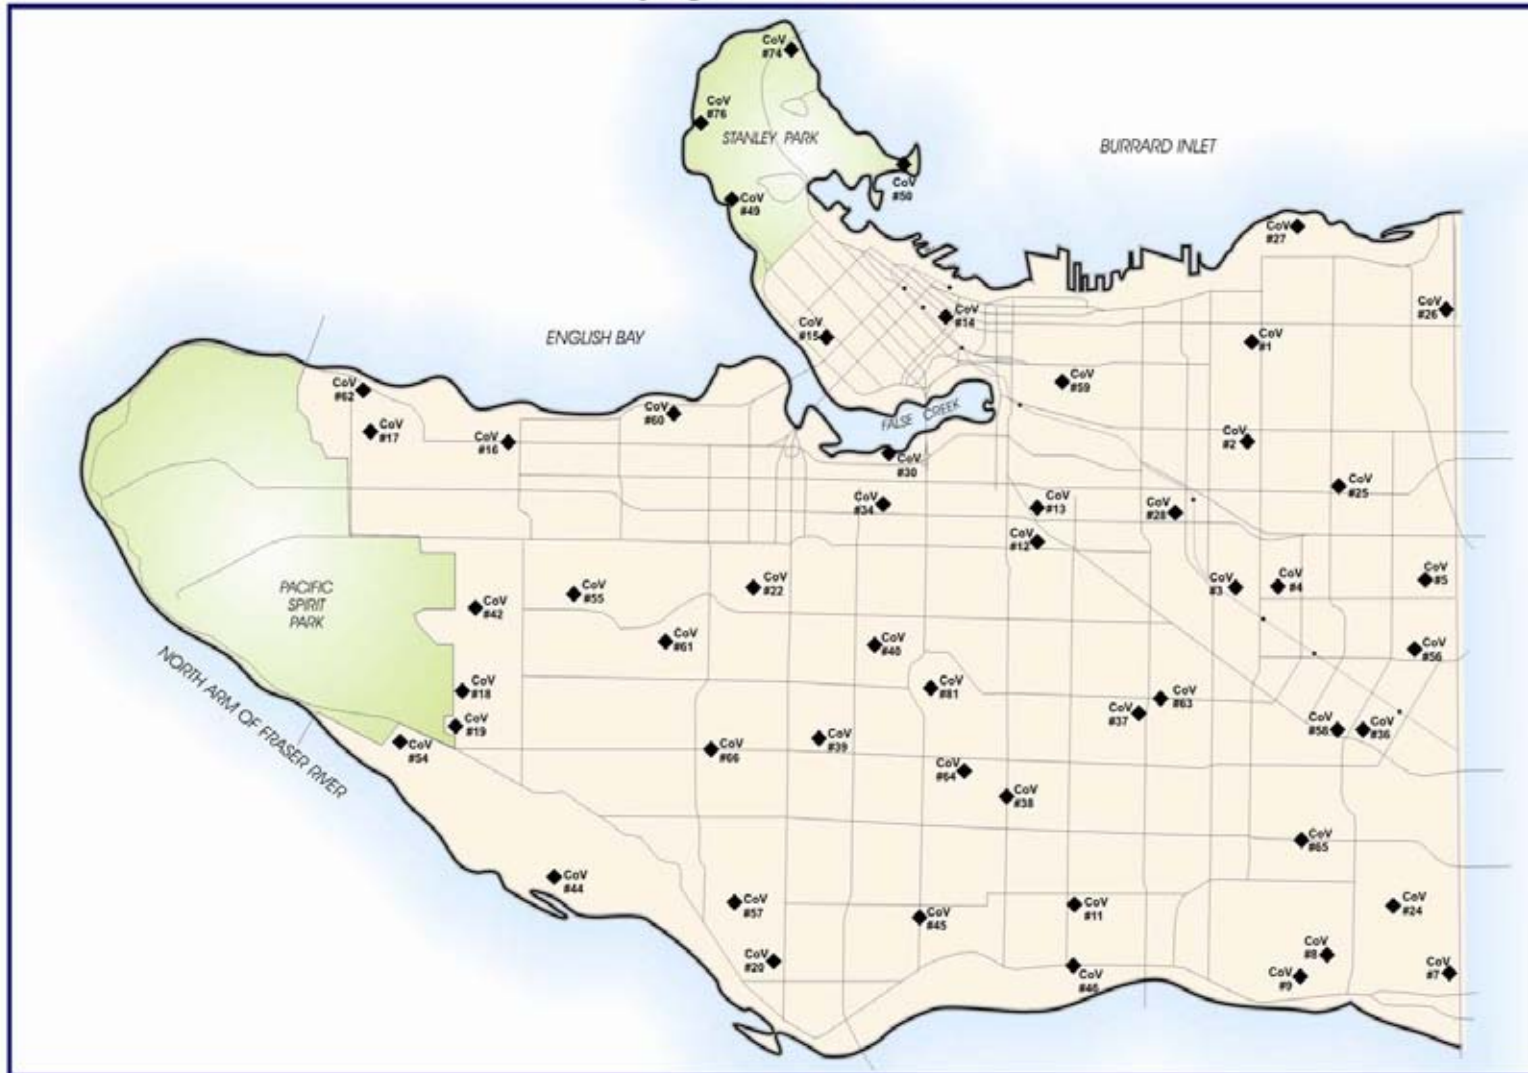 CoV
#74
CoV
#76
STANLEY PARK
BURRARD INLET
CoV
#50
CoV
#49
CoV
#27
CoV
#26
CoV
#14
CoV
#15
ENGLISH BAY
CoV
#1
CoV
#59
CoV
#62
CoV
#60
FALSE CREEK
CoV
#17
CoV
#16
CoV
#2
CoV
#30
CoV
#25
CoV
#34
CoV
#13
CoV
#28
CoV
#12
CoV
#5
CoV
#3
CoV
#4
CoV
#22
CoV
#55
PACIFIC
SPIRIT
PARK
CoV
#42
CoV
#61
CoV
#40
CoV
#56
CoV
#18
CoV
#81
CoV
#63
CoV
#37
NORTH ARM OF FRASER RIVER
CoV
#19
CoV
#54
CoV
#66
CoV
#39
CoV
#58
CoV
#36
CoV
#64
CoV
#38
CoV
#65
CoV
#44
CoV
#57
CoV
#45
CoV
#11
CoV
#24
CoV
#20
CoV
#46
CoV
#8
CoV
#9
CoV
#7